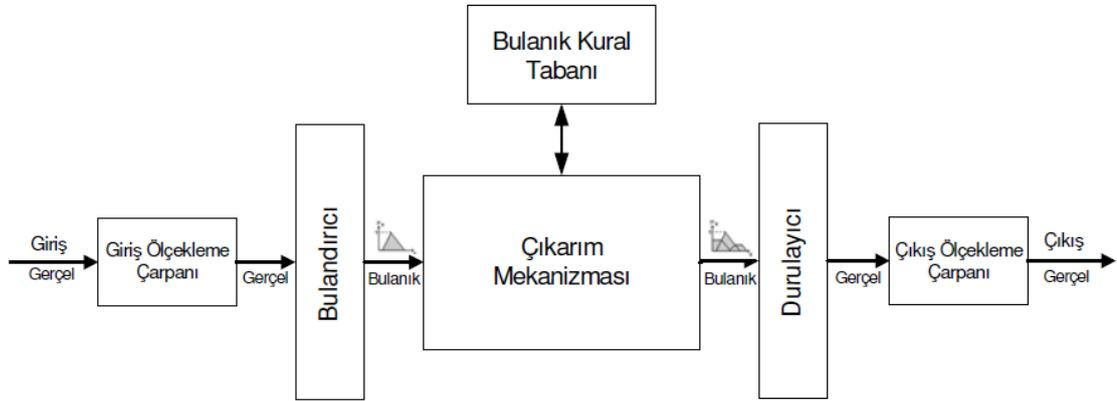 Bulanık Kural
Tabanı
Giriş
Gerçel
Giriş Ölçekleme
Çarpanı
Gerçel
Bulandırıcı
Bulanık
Çıkarım
Mekanizması
Bulanık
Durulayıcı
Gerçel
Çıkış Ölçekleme
Çarpanı
Çıkış
Gerçel